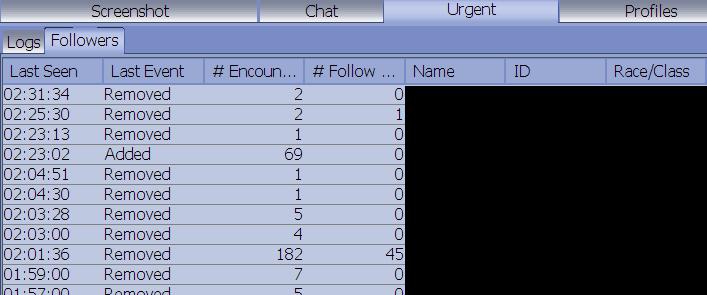 Screenshot Chat Urgent Profiles
Logs Followers
Last Seen Last Event # Encoun... # Follow ... Name ID Race/Class
02:31:34 Removed 2 0
02:25:30 Removed 2 1
02:23:13 Removed 1 0
02:23:02 Added 69 0
02:04:51 Removed 1 0
02:04:30 Removed 1 0
02:03:28 Removed 5 0
02:03:00 Removed 4 0
02:01:36 Removed 182 45
01:59:00 Removed 7 0
01:57:00 Removed 5 0